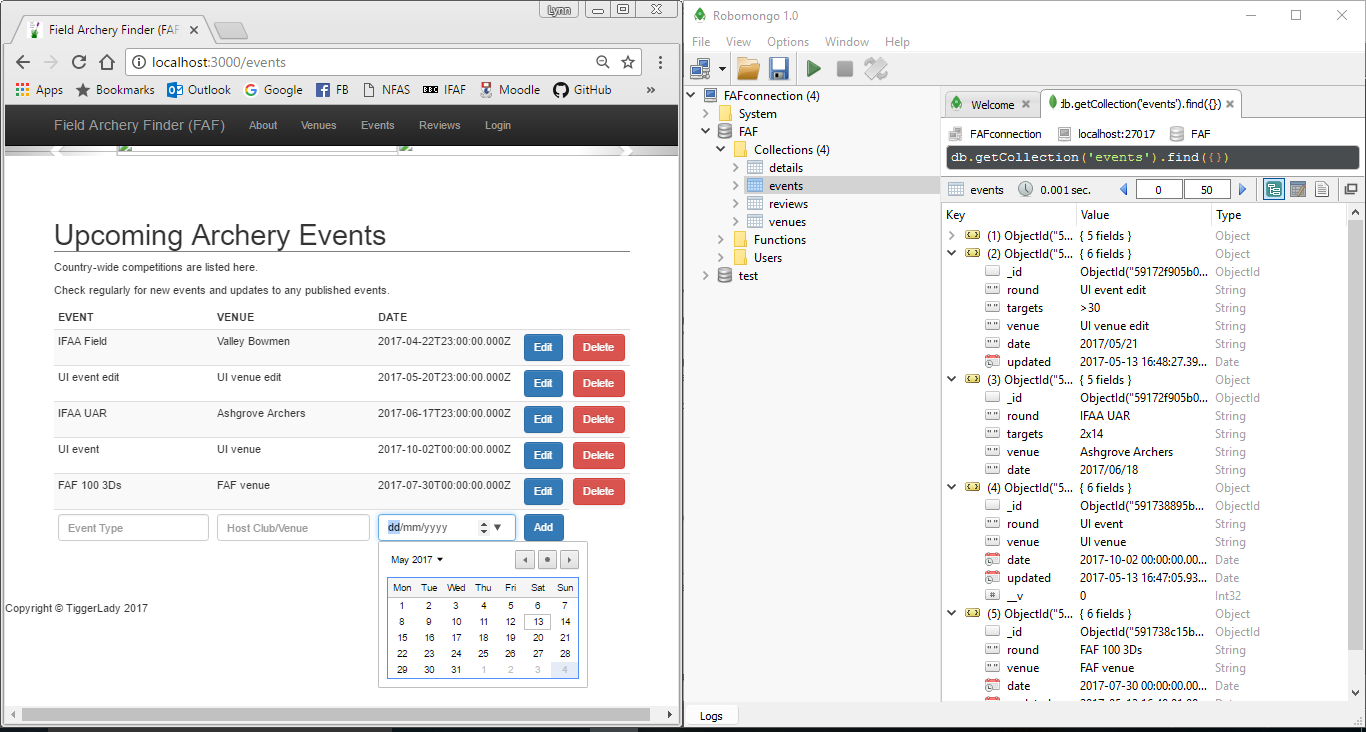 Field Archery Finder (FAF
Lynn
localhost:3000/events
Apps Bookmarks Outlook Google FB NFAS IFAF Moodle GitHub »
Field Archery Finder (FAF) About Venues Events Reviews Login
Upcoming Archery Events
Country-wide competitions are listed here.
Check regularly for new events and updates to any published events.
EVENT VENUE DATE
IFAA Field Valley Bowmen 2017-04-22T23:00:00.000Z Edit Delete
UI event edit UI venue edit 2017-05-20T23:00:00.000Z Edit Delete
IFAA UAR Ashgrove Archers 2017-06-17T23:00:00.000Z Edit Delete
UI event UI venue 2017-10-02T00:00:00.000Z Edit Delete
FAF 100 3Ds FAF venue 2017-07-30T00:00:00.000Z Edit Delete
Event Type Host Club/Venue dd/mm/yyyy Add
May 2017
Mon Tue Wed Thu Fri Sat Sun
1 2 3 4 5 6 7
8 9 10 11 12 13 14
15 16 17 18 19 20 21
22 23 24 25 26 27 28
29 30 31 1 2 3 4
Copyright © TiggerLady 2017
Robomongo 1.0
File View Options Window Help
FAFconnection (4)
System
FAF
Collections (4)
details
events
reviews
venues
Functions
Users
test
Welcome db.getCollection('events').find({})
FAFconnection localhost:27017 FAF
db.getCollection('events').find({})
events 0.001 sec. 0 50
Key Value Type
(1) ObjectId("5... { 5 fields } Object
(2) ObjectId("5... { 6 fields } Object
_id ObjectId("59172f905b0... ObjectId
round UI event edit String
targets >30 String
venue UI venue edit String
date 2017/05/21 String
updated 2017-05-13 16:48:27.39... Date
(3) ObjectId("5... { 5 fields } Object
_id ObjectId("59172f905b0... ObjectId
round IFAA UAR String
targets 2x14 String
venue Ashgrove Archers String
date 2017/06/18 String
(4) ObjectId("5... { 6 fields } Object
_id ObjectId("591738895b... ObjectId
round UI event String
venue UI venue String
date 2017-10-02 00:00:00.00... Date
updated 2017-05-13 16:47:05.93... Date
__v 0 Int32
(5) ObjectId("5... { 6 fields } Object
_id ObjectId("591738c15b... ObjectId
round FAF 100 3Ds String
venue FAF venue String
date 2017-07-30 00:00:00.00... Date
Logs